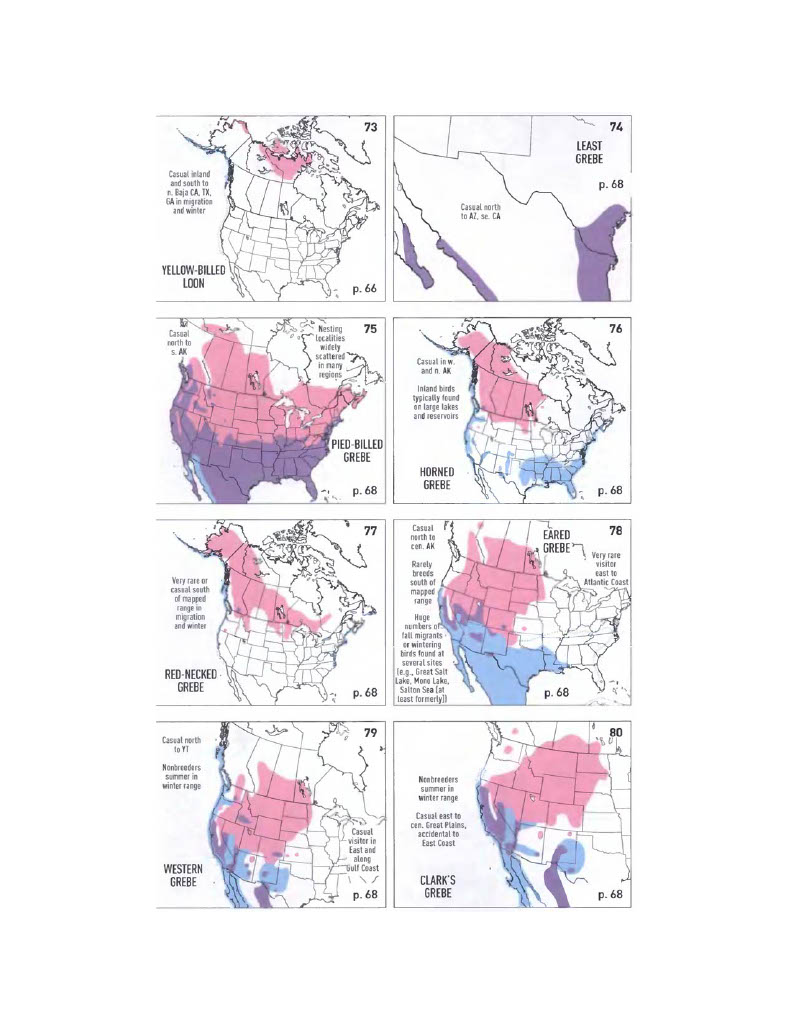 73
Casual inland
and south to
n. Baja CA, TX,
GA in migration
and winter
YELLOW-BILLED
LOON
p. 66
74
LEAST
GREBE
p. 68
Casual north
to AZ, se. CA
75
Casual
north to
s. AK
Nesting
localities
widely
scattered
in many
regions
PIED-BILLED
GREBE
p. 68
76
Casual in w.
and n. AK
Inland birds
typically found
on large lakes
and reservoirs
HORNED
GREBE
p. 68
77
Very rare or
casual south
of mapped
range in
migration
and winter
RED-NECKED
GREBE
p. 68
78
Casual
north to
cen. AK
EARED
GREBE
Very rare
visitor
east to
Atlantic Coast
Rarely
breeds
south of
mapped
range
Huge
numbers of
fall migrants
or wintering
birds found at
several sites
(e.g., Great Salt
Lake, Mono Lake,
Salton Sea [at
least formerly])
p. 68
79
Casual north
to YT
Nonbreeders
summer in
winter range
Casual
visitor in
East and
along
Gulf Coast
WESTERN
GREBE
p. 68
80
Nonbreeders
summer in
winter range
Casual east to
cen. Great Plains,
accidental to
East Coast
CLARK'S
GREBE
p. 68